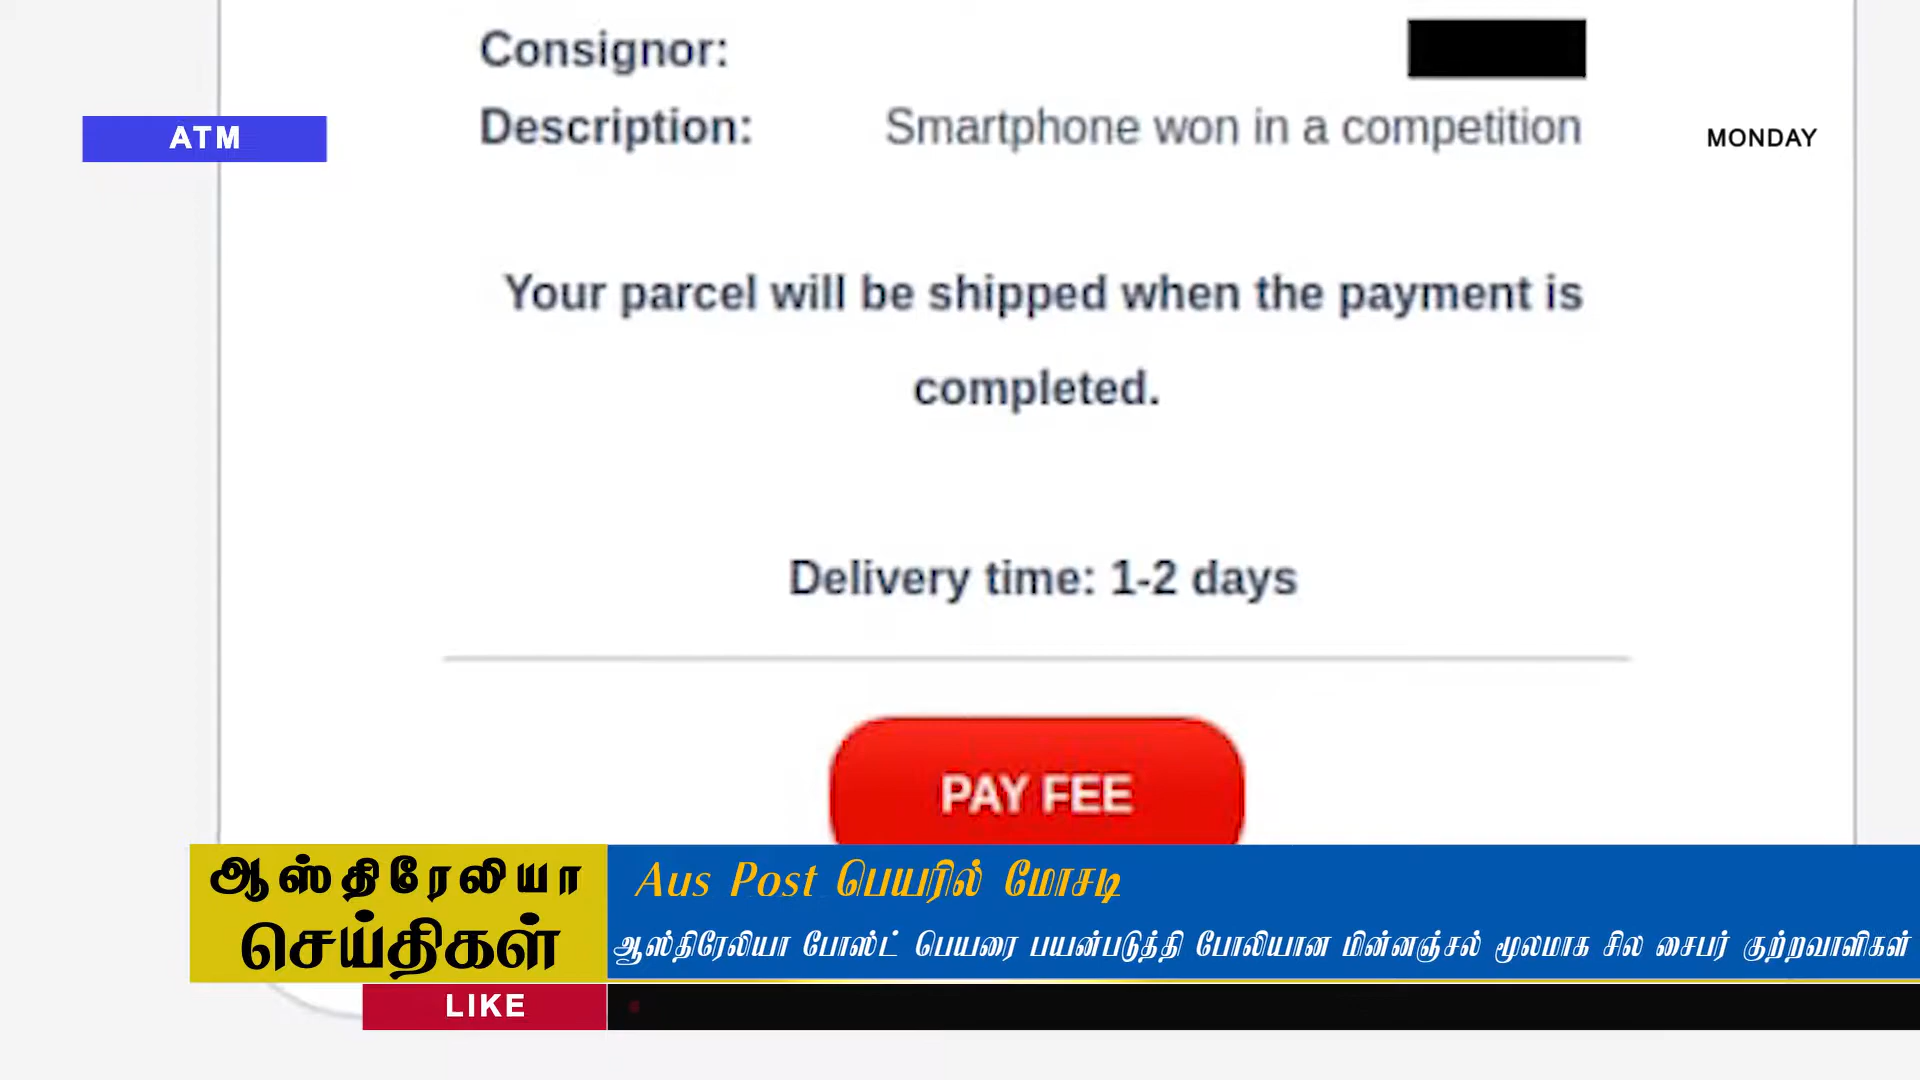 Consignor:
ATM
Description: Smartphone won in a competition
MONDAY
Your parcel will be shipped when the payment is
completed.
Delivery time: 1-2 days
PAY FEE
ஆஸ்திரேலியா
செய்திகள்
Aus Post பெயரில் மோசடி
ஆஸ்திரேலியா போஸ்ட் பெயரை பயன்படுத்தி போலியான மின்னஞ்சல் மூலமாக சில சைபர் குற்றவாளிகள்
LIKE